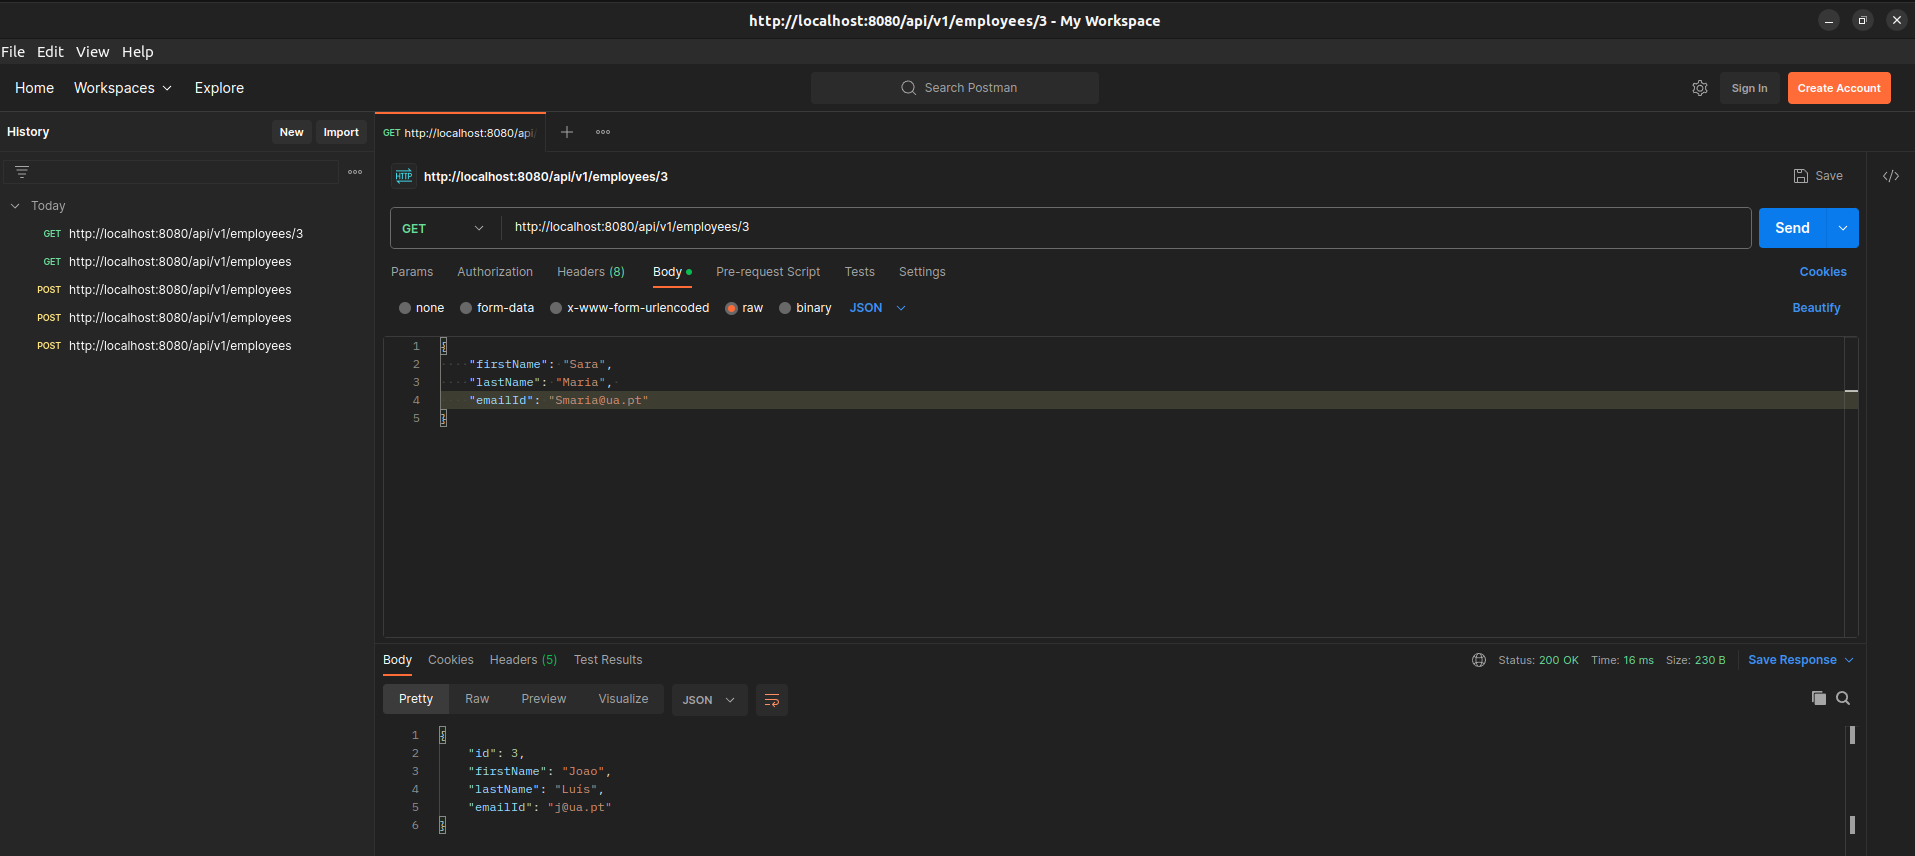 http://localhost:8080/api/v1/employees/3 - My Workspace
File Edit View Help
Home Workspaces Explore Search Postman Sign In Create Account
History New Import GET http://localhost:8080/api/
HTTP http://localhost:8080/api/v1/employees/3 Save </>
Today
GET http://localhost:8080/api/v1/employees/3
GET http://localhost:8080/api/v1/employees
POST http://localhost:8080/api/v1/employees
POST http://localhost:8080/api/v1/employees
POST http://localhost:8080/api/v1/employees
GET http://localhost:8080/api/v1/employees/3 Send
Params Authorization Headers (8) Body Pre-request Script Tests Settings Cookies
none form-data x-www-form-urlencoded raw binary JSON Beautify
1 {
2 "firstName": "Sara",
3 "lastName": "Maria",
4 "emailId": "Smaria@ua.pt"
5 }
Body Cookies Headers (5) Test Results Status: 200 OK Time: 16 ms Size: 230 B Save Response
Pretty Raw Preview Visualize JSON
1 {
2 "id": 3,
3 "firstName": "Joao",
4 "lastName": "Luis",
5 "emailId": "j@ua.pt"
6 }